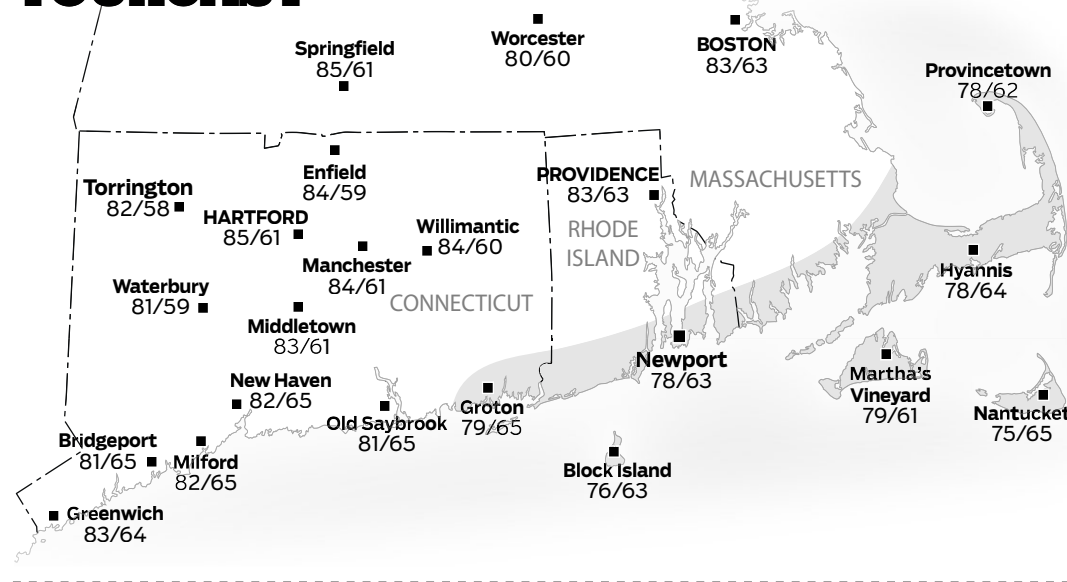 Worcester
80/60
BOSTON
83/63
Springfield
85/61
Provincetown
78/62
Enfield
84/59
PROVIDENCE
83/63
MASSACHUSETTS
Torrington
82/58
HARTFORD
85/61
Willimantic
84/60
RHODE
ISLAND
Manchester
84/61
Hyannis
78/64
Waterbury
81/59
CONNECTICUT
Middletown
83/61
Newport
78/63
Martha's
Vineyard
79/61
New Haven
82/65
Groton
79/65
Nantucket
75/65
Old Saybrook
81/65
Bridgeport
81/65
Milford
82/65
Block Island
76/63
Greenwich
83/64